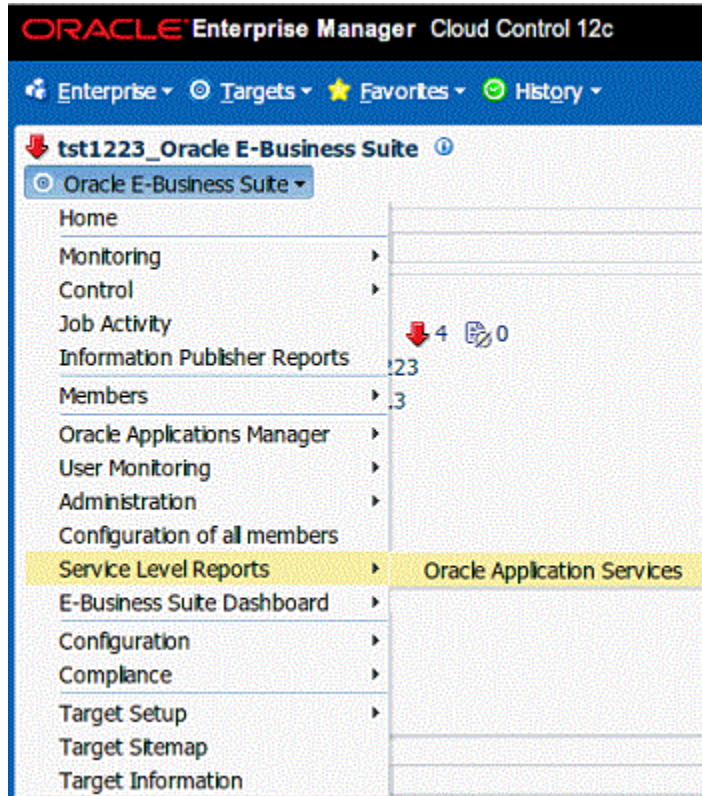 ORACLE Enterprise Manager Cloud Control 12c
Enterprise Targets Favorites History
tst1223_Oracle E-Business Suite
Oracle E-Business Suite
Home
Monitoring
Control
Job Activity
4 0
Information Publisher Reports
223
Members
.3
Oracle Applications Manager
User Monitoring
Administration
Configuration of all members
Service Level Reports Oracle Application Services
E-Business Suite Dashboard
Configuration
Compliance
Target Setup
Target Sitemap
Target Information